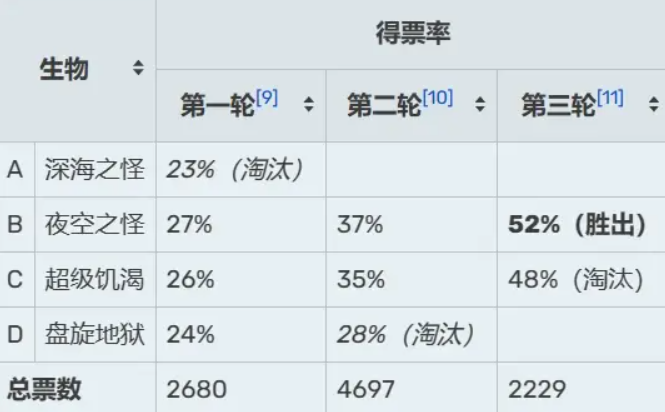 生物 得票率
第一轮[9] 第二轮[10] 第三轮[11]
A 深海之怪 23%（淘汰）
B 夜空之怪 27% 37% 52%（胜出）
C 超级饥渴 26% 35% 48%（淘汰）
D 盘旋地狱 24% 28%（淘汰）
总票数 2680 4697 2229